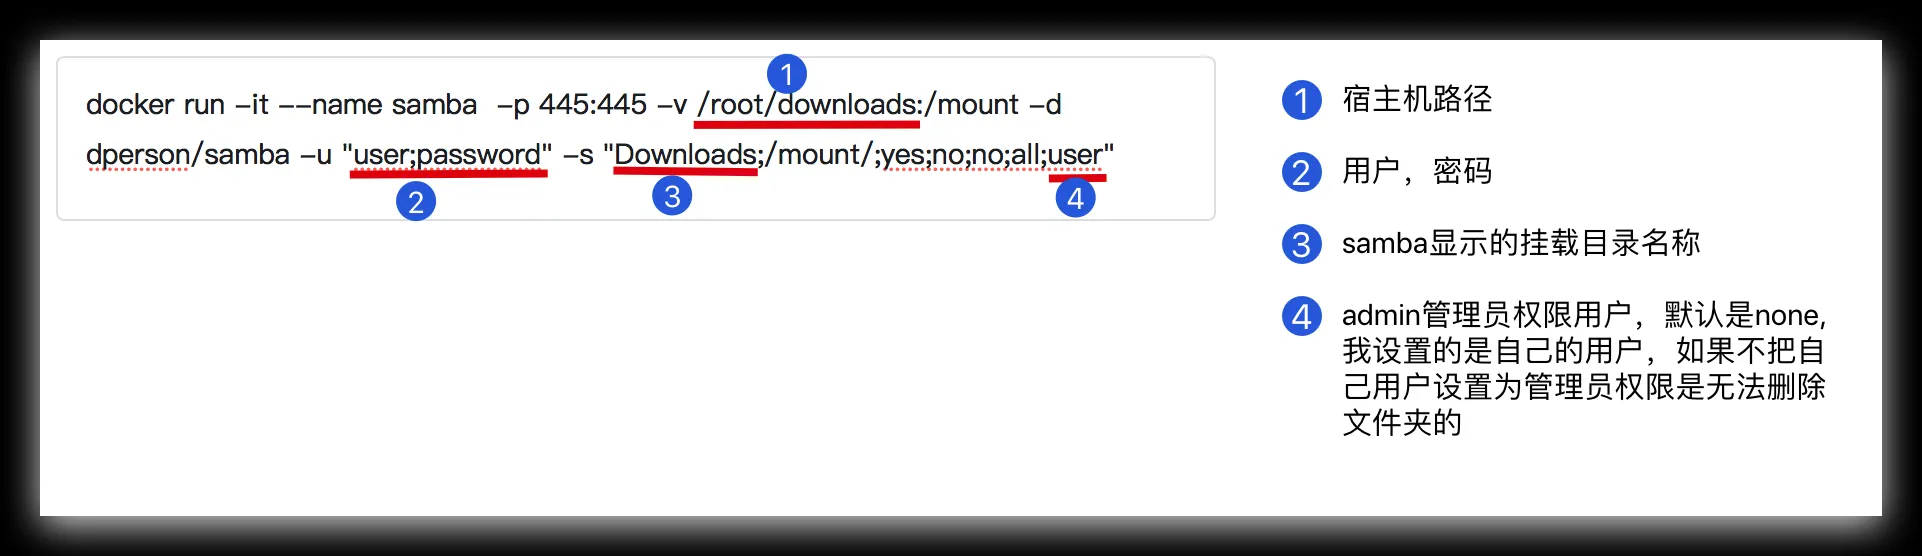 1
docker run -it --name samba  -p 445:445 -v /root/downloads:/mount -d
dperson/samba -u "user;password" -s "Downloads;/mount/;yes;no;no;all;user"
2
3
4
1 宿主机路径
2 用户，密码
3 samba显示的挂载目录名称
4 admin管理员权限用户，默认是none,
我设置的是自己的用户，如果不把自
己用户设置为管理员权限是无法删除
文件夹的